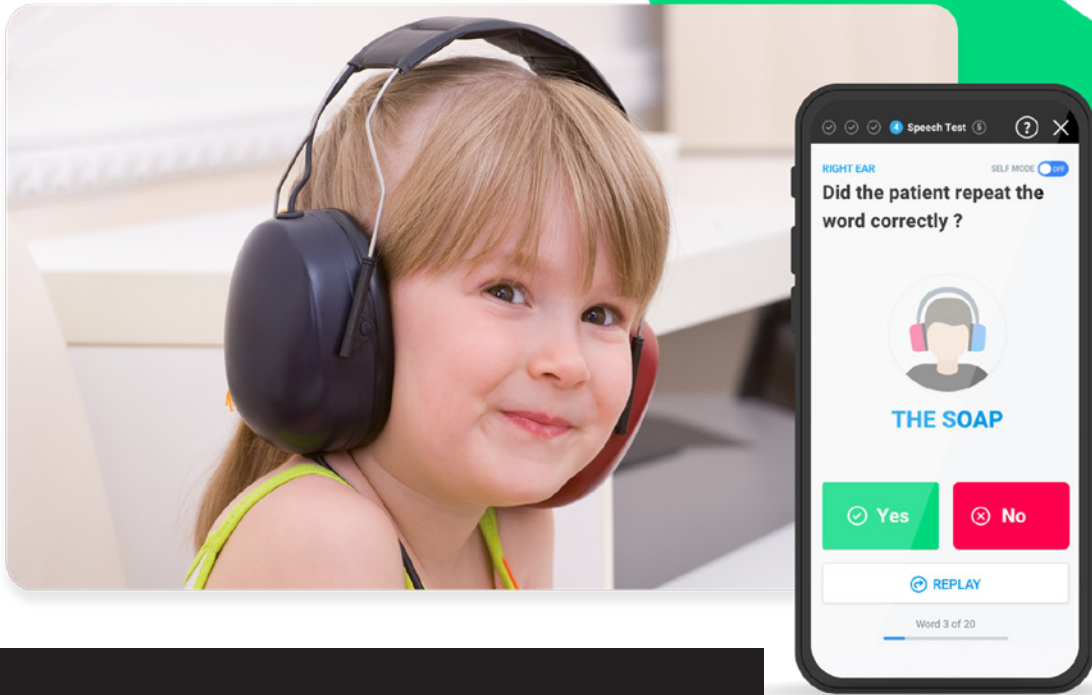 4 Speech Test 5 ?
RIGHT EAR SELF MODE OFF
Did the patient repeat the
word correctly ?
THE SOAP
Yes No
REPLAY
Word 3 of 20